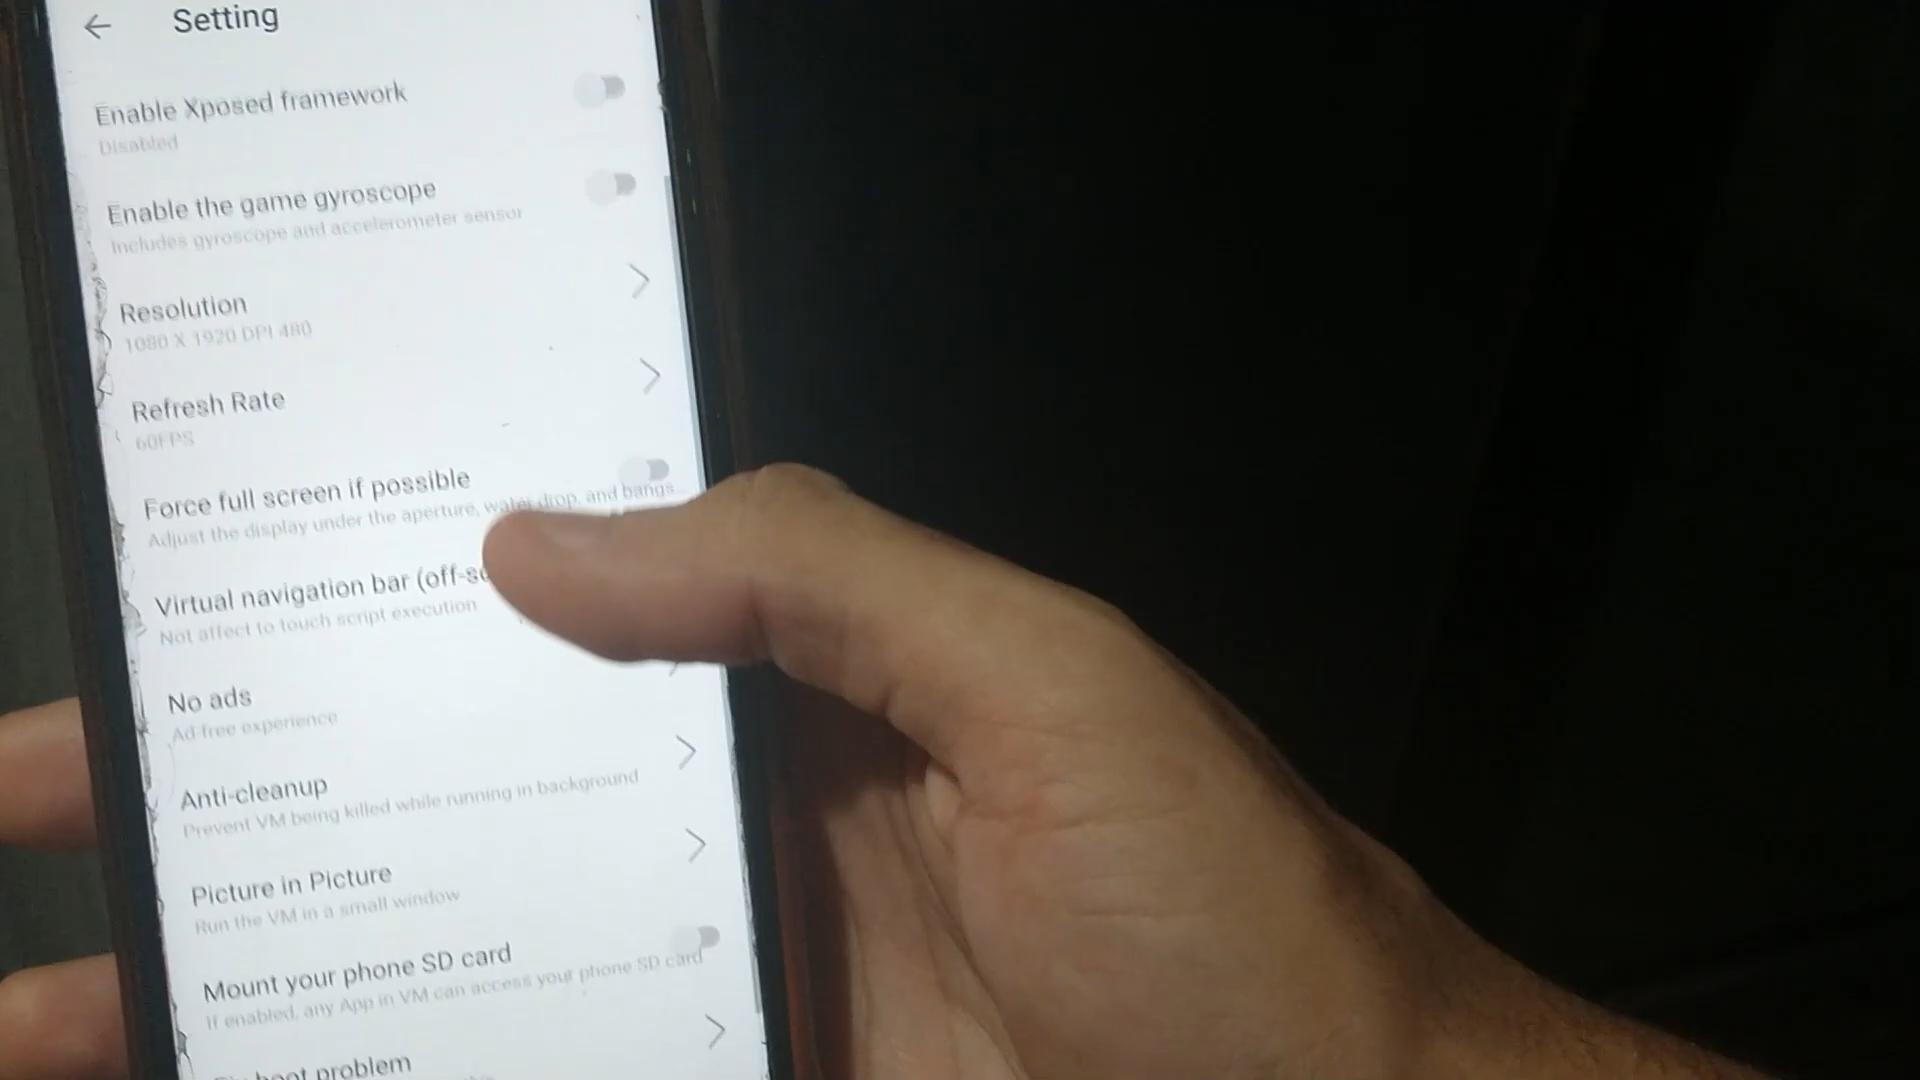 Setting
Enable Xposed framework
Disabled
Enable the game gyroscope
Includes gyroscope and accelerometer sensor
Resolution
1080 X 1920 DPI 480
Refresh Rate
60FPS
Force full screen if possible
Adjust the display under the aperture, water drop, and bangs...
Virtual navigation bar (off-sc
Not affect to touch script execution
No ads
Ad-free experience
Anti-cleanup
Prevent VM being killed while running in background
Picture in Picture
Run the VM in a small window
Mount your phone SD card
If enabled, any App in VM can access your phone SD card
boot problem